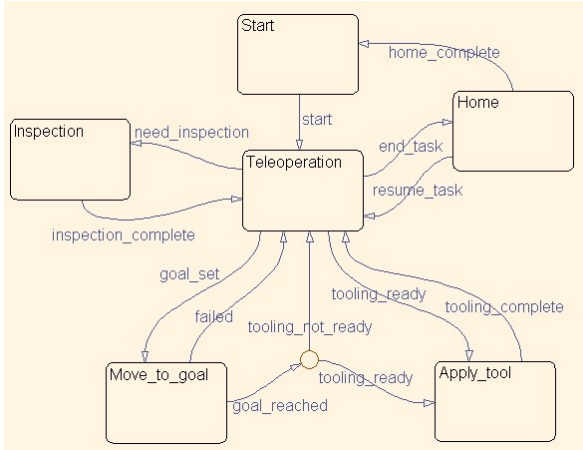 Start
home_complete
Home
start
Inspection
need_inspection
end_task
Teleoperation
resume_task
inspection_complete
goal_set
tooling_ready
tooling_complete
failed
tooling_not_ready
Move_to_goal
tooling_ready
Apply_tool
goal_reached